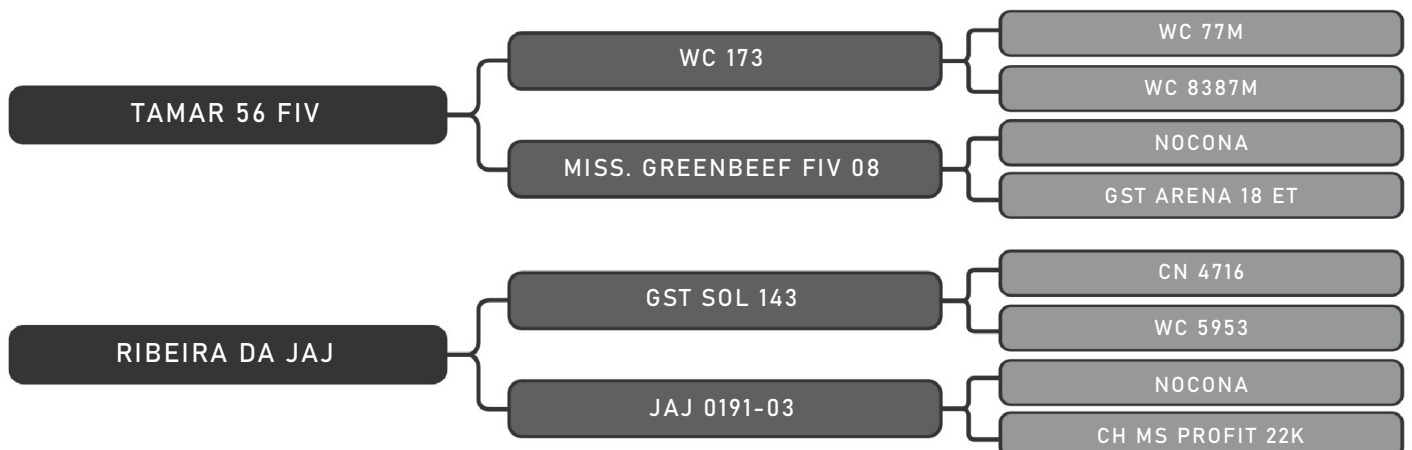 TAMAR 56 FIV
WC 173
MISS. GREENBEEF FIV 08
WC 77M
WC 8387M
NOCONA
GST ARENA 18 ET
RIBEIRA DA JAJ
GST SOL 143
JAJ 0191-03
CN 4716
WC 5953
NOCONA
CH MS PROFIT 22K